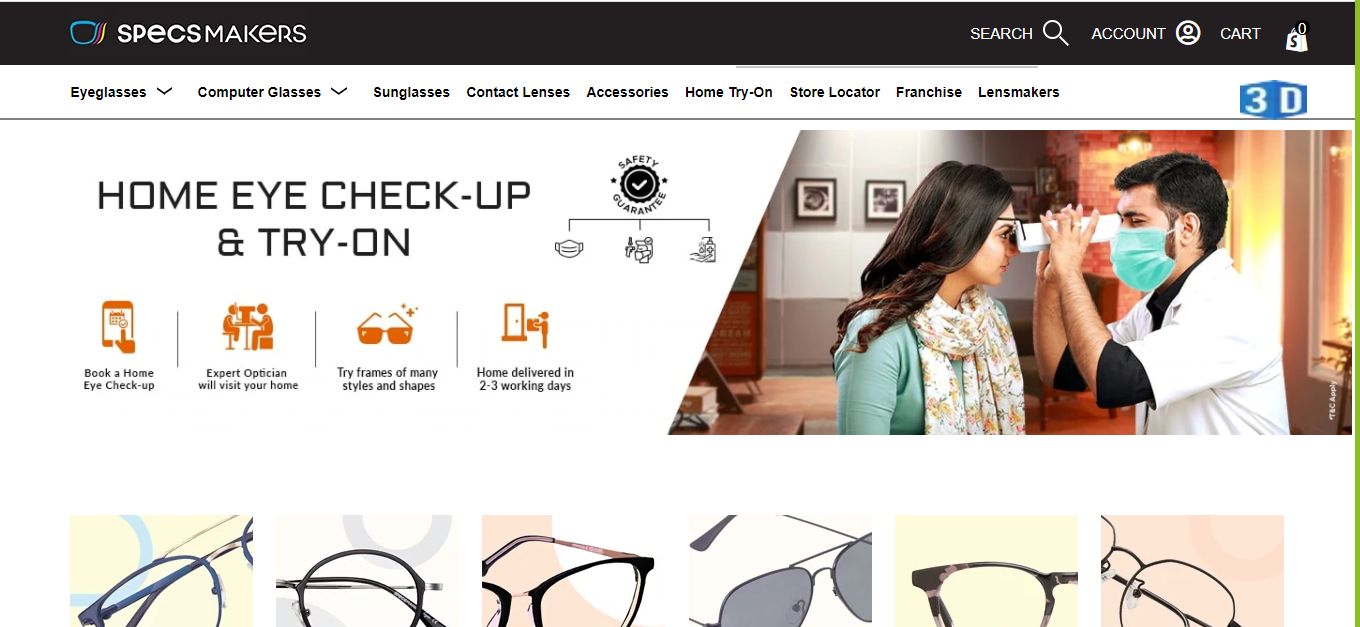 SPECSMAKERS
SEARCH
ACCOUNT
CART
0
S
Eyeglasses
Computer Glasses
Sunglasses
Contact Lenses
Accessories
Home Try-On
Store Locator
Franchise
Lensmakers
3D
HOME EYE CHECK-UP
& TRY-ON
SAFETY
GUARANTEE
Book a Home
Eye Check-up
Expert Optician
will visit your home
Try frames of many
styles and shapes
Home delivered in
2-3 working days
*T&C Apply